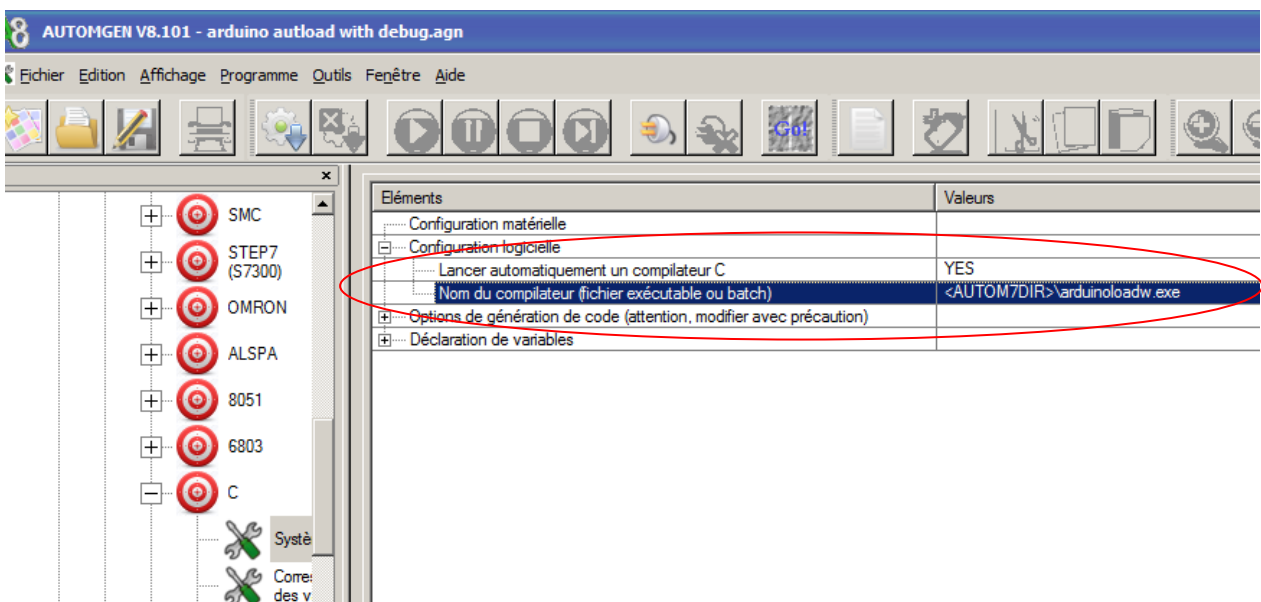 AUTOMGEN V8.101 - arduino autload with debug.agn
Fichier Edition Affichage Programme Outils Fenêtre Aide
Go!
SMC
STEP7
(S7300)
OMRON
ALSPA
8051
6803
C
Systè
Corre
des v
Eléments Valeurs
Configuration matérielle
Configuration logicielle
Lancer automatiquement un compilateur C YES
Nom du compilateur (fichier exécutable ou batch) <AUTOM7DIR>\arduinoloadw.exe
Options de génération de code (attention, modifier avec précaution)
Déclaration de variables